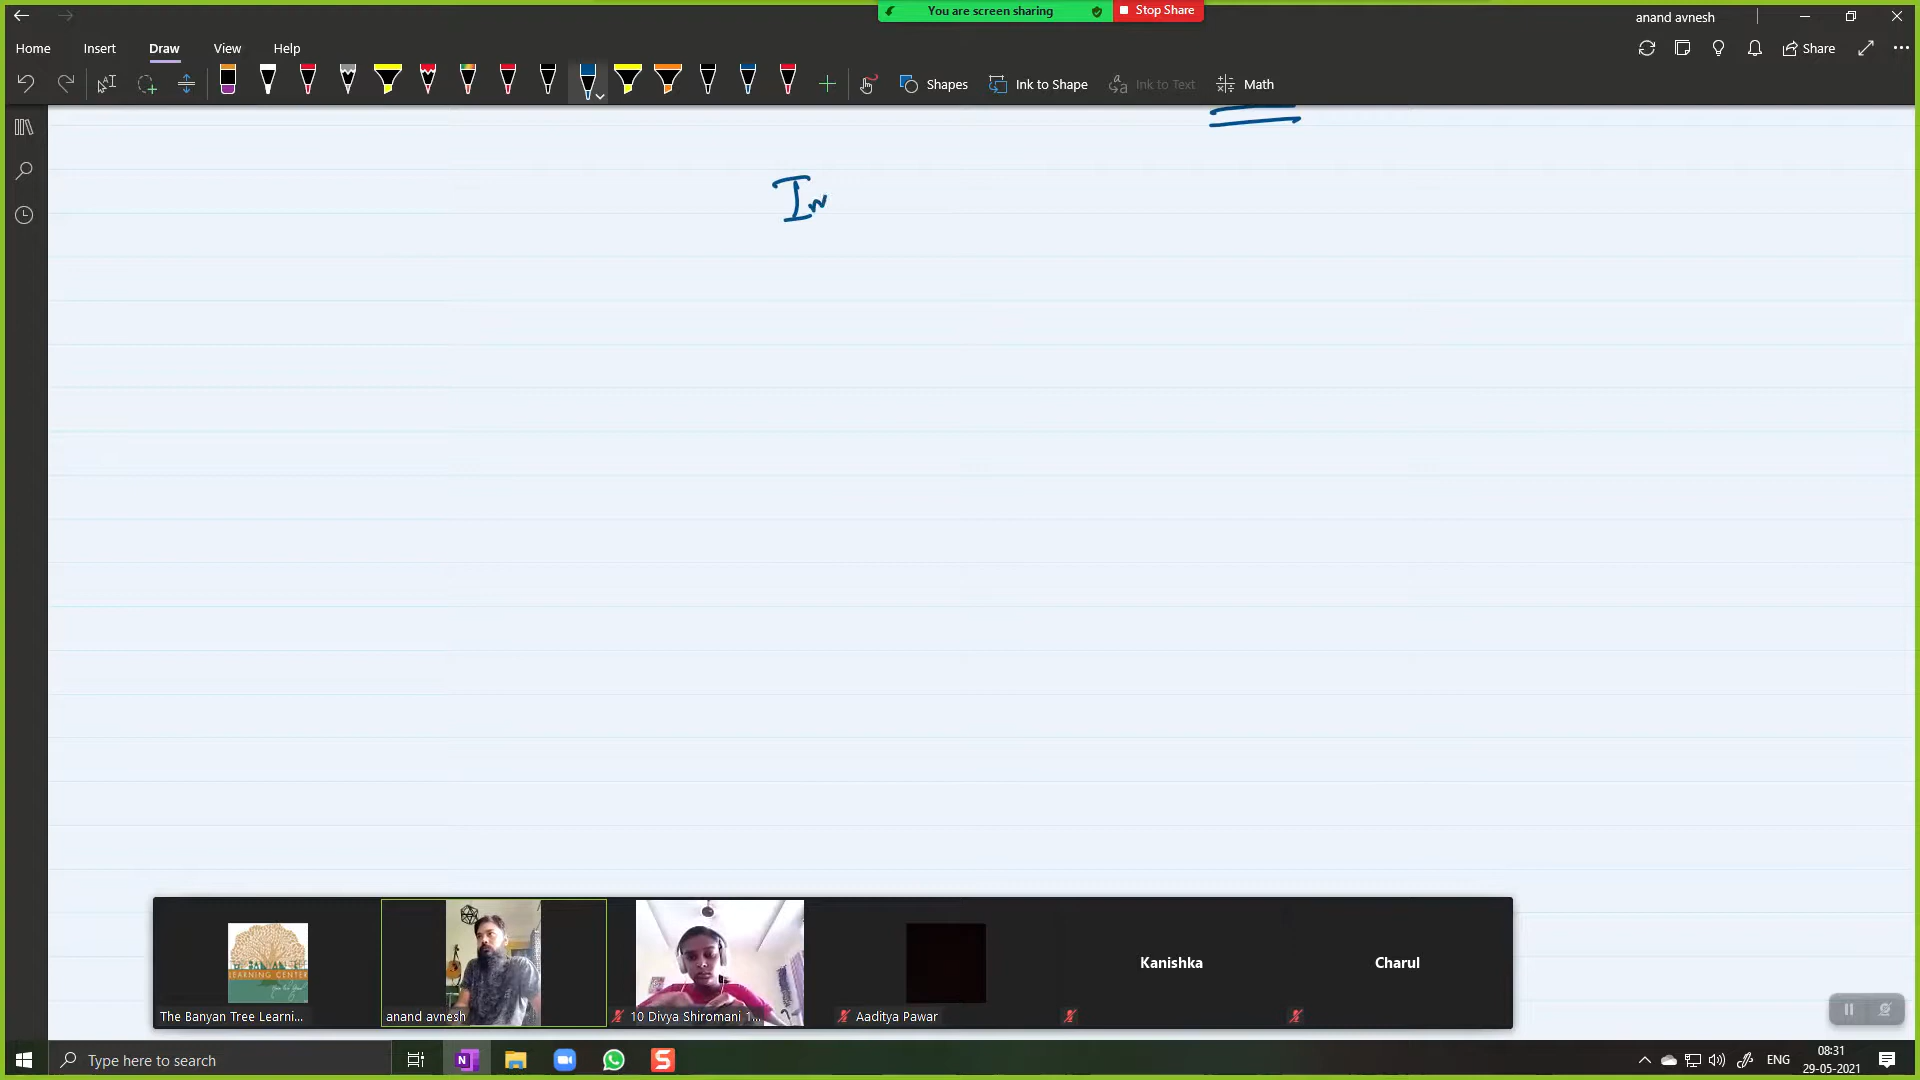 You are screen sharing Stop Share
anand avnesh
Home Insert Draw View Help Share
Shapes Ink to Shape Ink to Text Math
In
LEARNING CENTER
Kanishka Charul
The Banyan Tree Learni... anand avnesh 10 Divya Shiromani 1... Aaditya Pawar
Type here to search N S ENG 08:31
29-05-2021